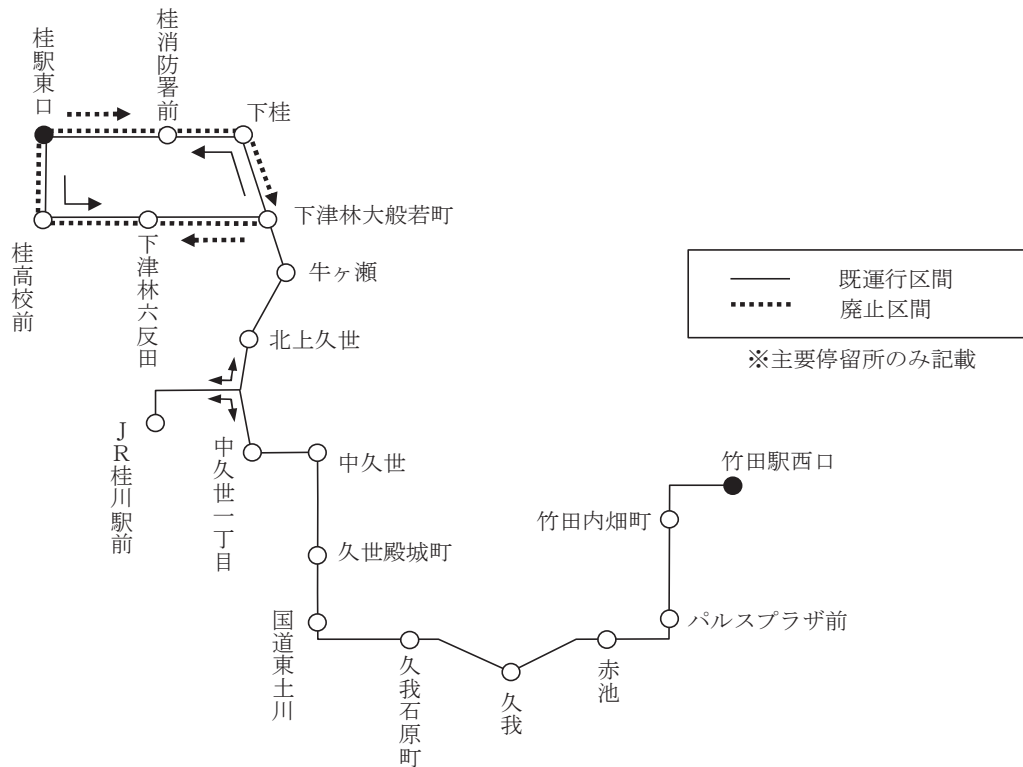 桂駅東口
桂消防署前
下桂
下津林大般若町
桂高校前
下津林六反田
牛ヶ瀬
北上久世
JR桂川駅前
中久世一丁目
中久世
久世殿城町
国道東土川
久我石原町
久我
赤池
パルスプラザ前
竹田内畑町
竹田駅西口
既運行区間
廃止区間
※主要停留所のみ記載